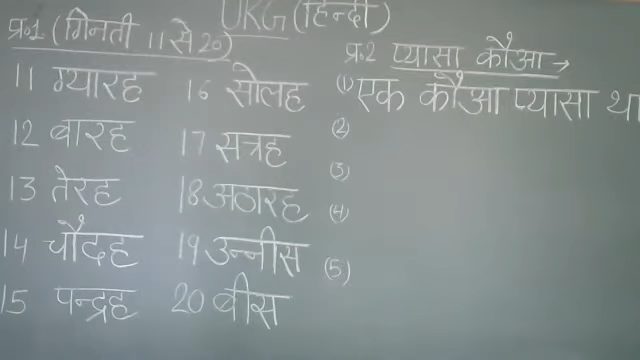 UKG (हिन्दी)
प्र०1 (गिनती 11 से 20)
11 ग्यारह
12 बारह
13 तेरह
14 चौदह
15 पन्द्रह
16 सोलह
17 सत्रह
18 अठारह
19 उन्नीस
20 बीस
प्र०2 प्यासा कौआ →
(1) एक कौआ प्यासा था
(2)
(3)
(4)
(5)